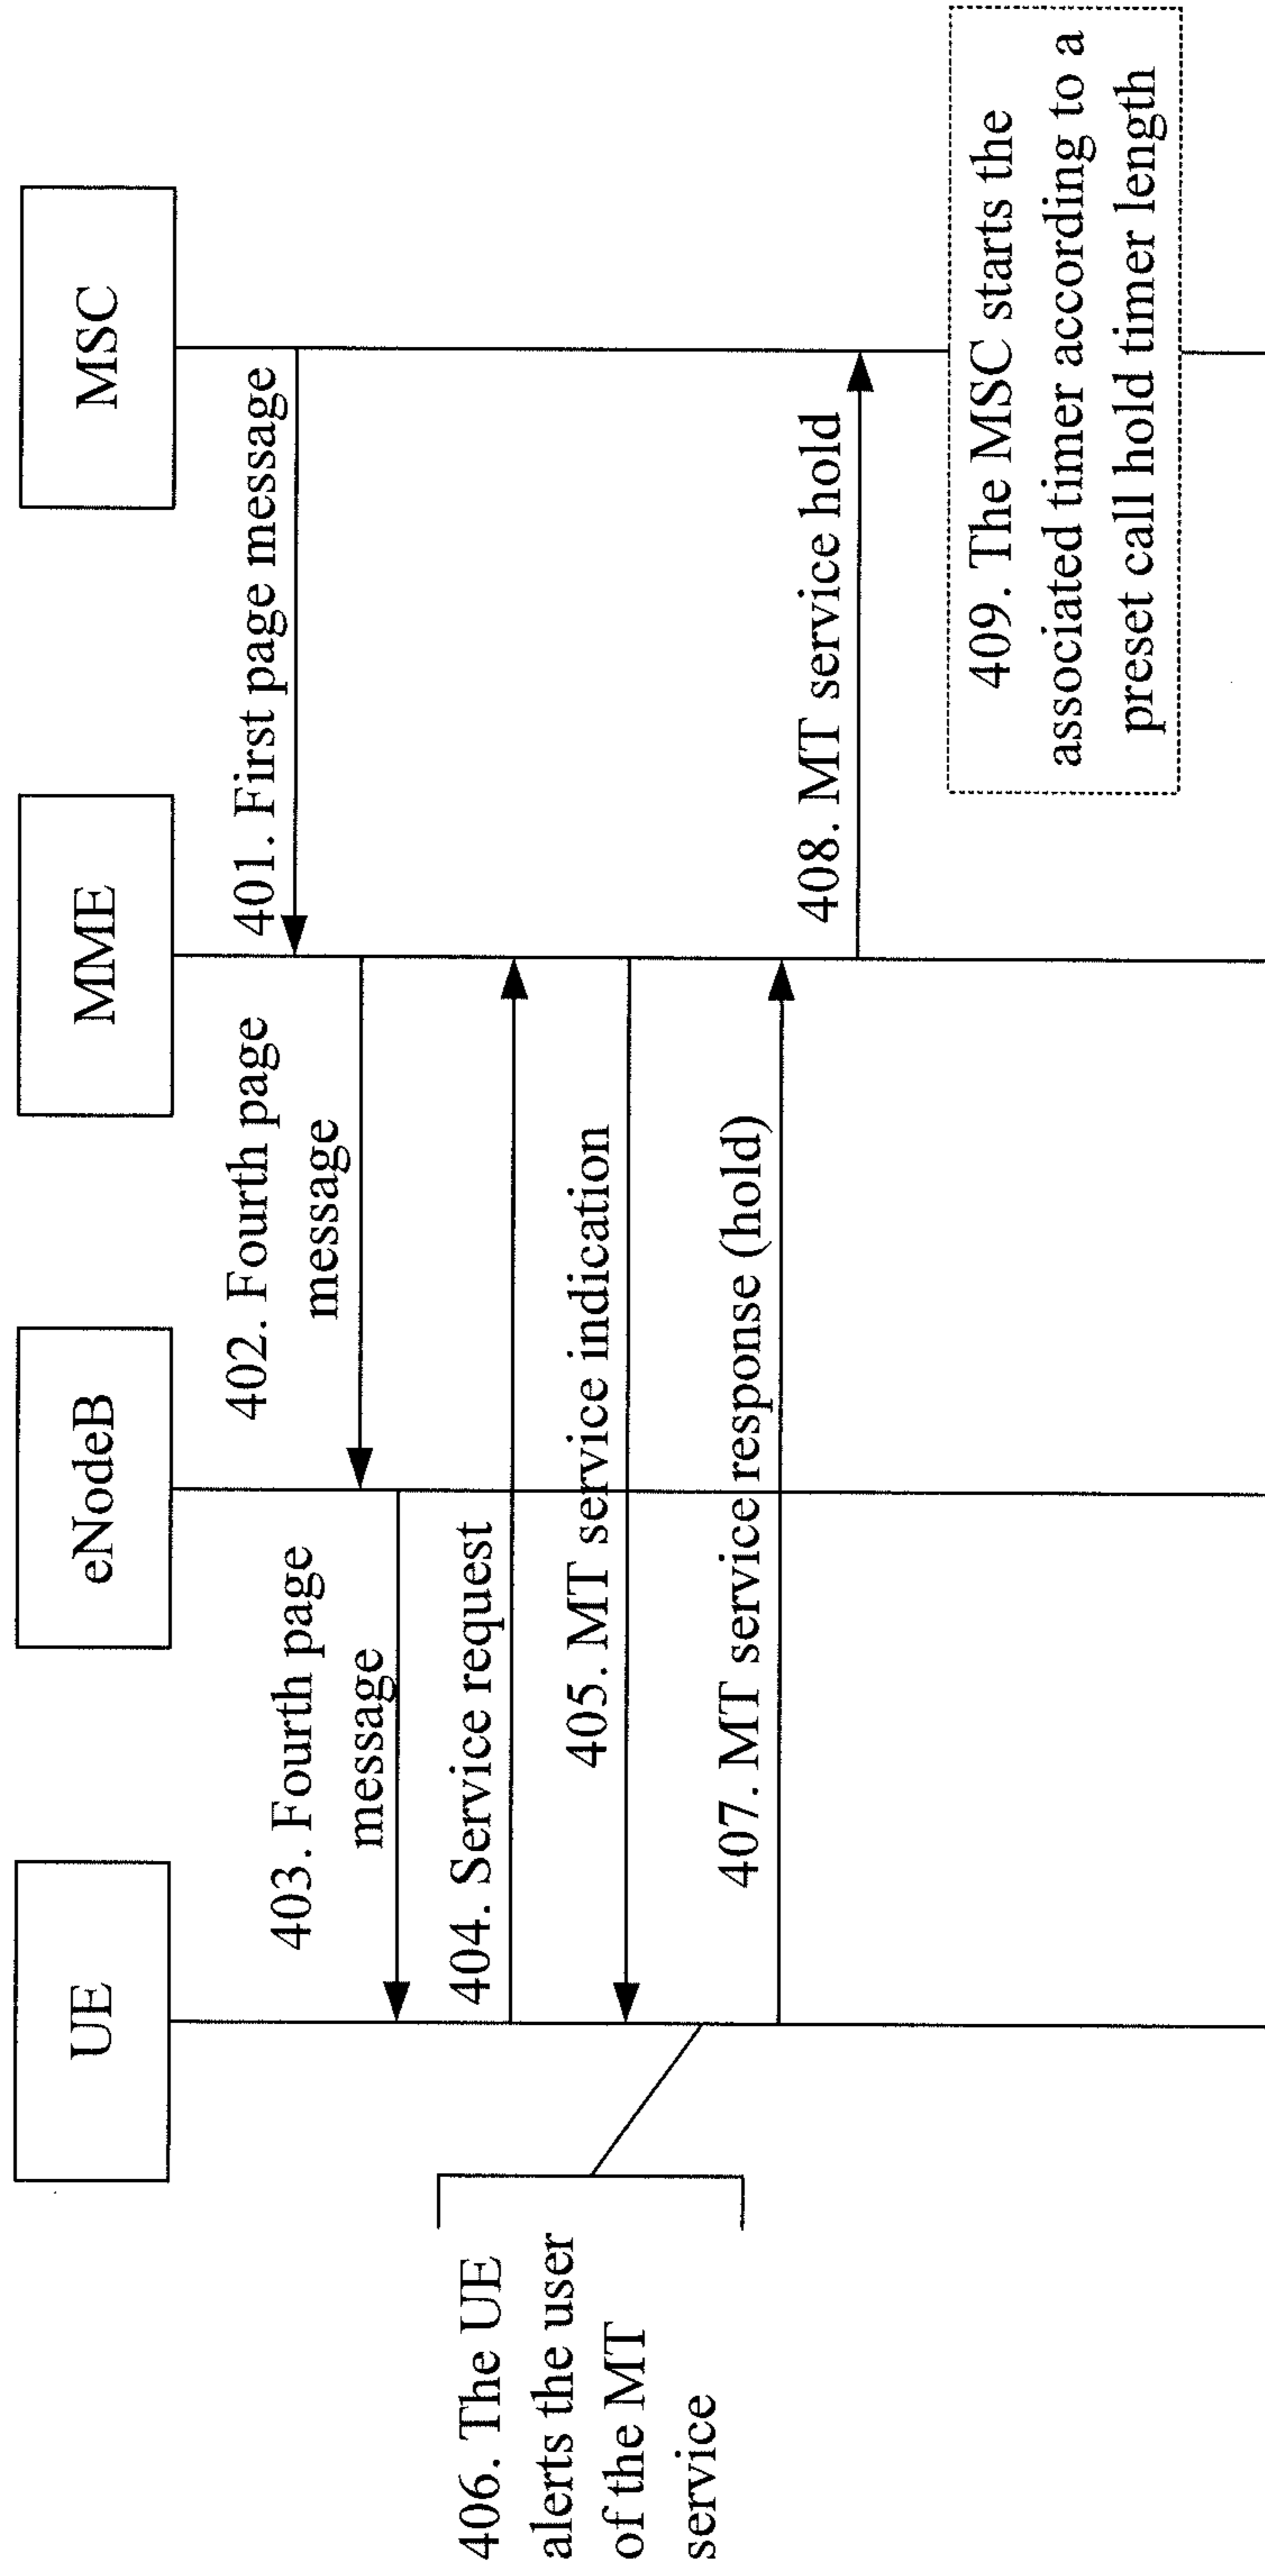 UE
eNodeB
MME
MSC
401. First page message
402. Fourth page
message
403. Fourth page
message
404. Service request
405. MT service indication
406. The UE
alerts the user
of the MT
service
407. MT service response (hold)
408. MT service hold
409. The MSC starts the
associated timer according to a
preset call hold timer length